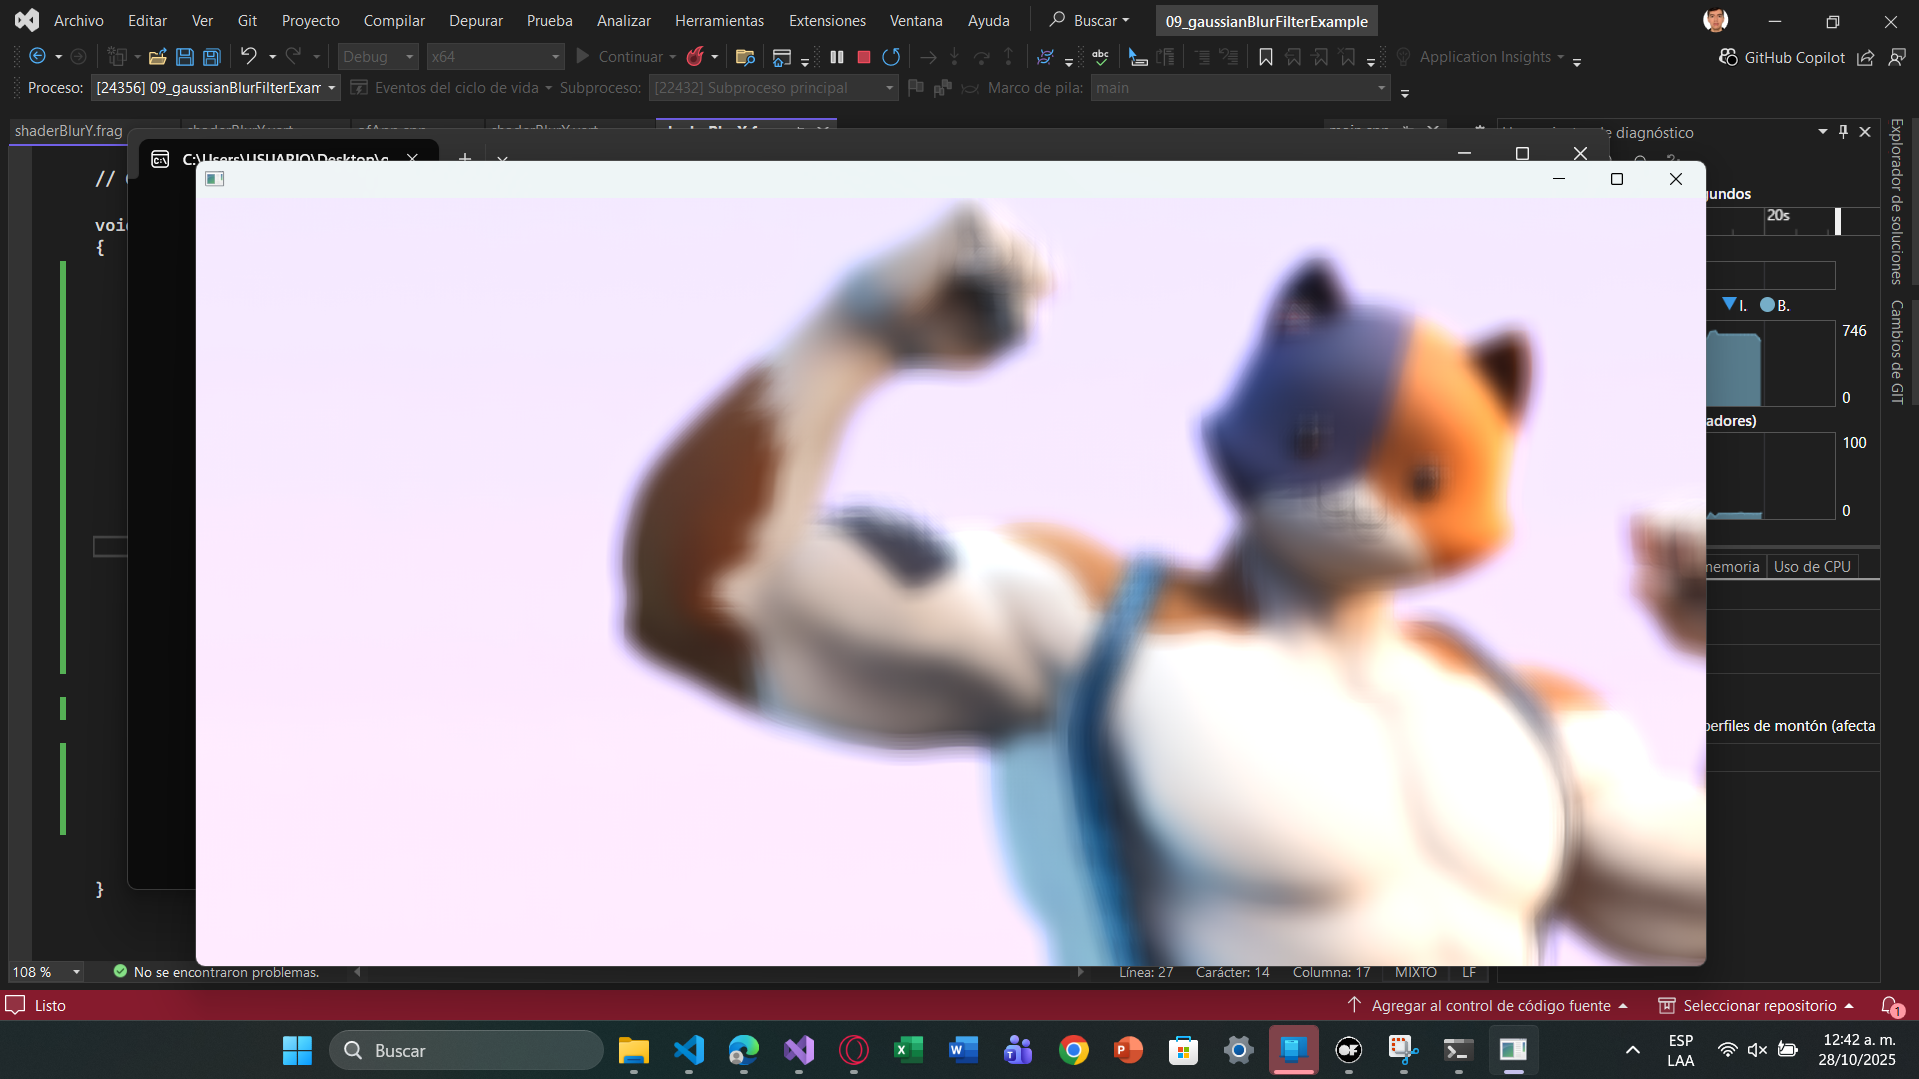 Archivo Editar Ver Git Proyecto Compilar Depurar Prueba Analizar Herramientas Extensiones Ventana Ayuda Buscar 09_gaussianBlurFilterExample
Debug x64 Continuar Application Insights GitHub Copilot
Proceso: [24356] 09_gaussianBlurFilterExam Eventos del ciclo de vida Subproceso: [22432] Subproceso principal Marco de pila: main
shaderBlurY.frag
de diagnóstico
C:\Users\USUARIO\Desktop\
//
void
{
}
20s
I. B.
746
0
adores)
100
0
Uso de CPU
perfiles de montón (afecta
Explorador de soluciones
Cambios de GIT
108 % No se encontraron problemas. Línea: 27 Carácter: 14 Columna: 17 MIXTO LF
Listo Agregar al control de código fuente Seleccionar repositorio 1
Buscar
ESP
LAA
12:42 a. m.
28/10/2025